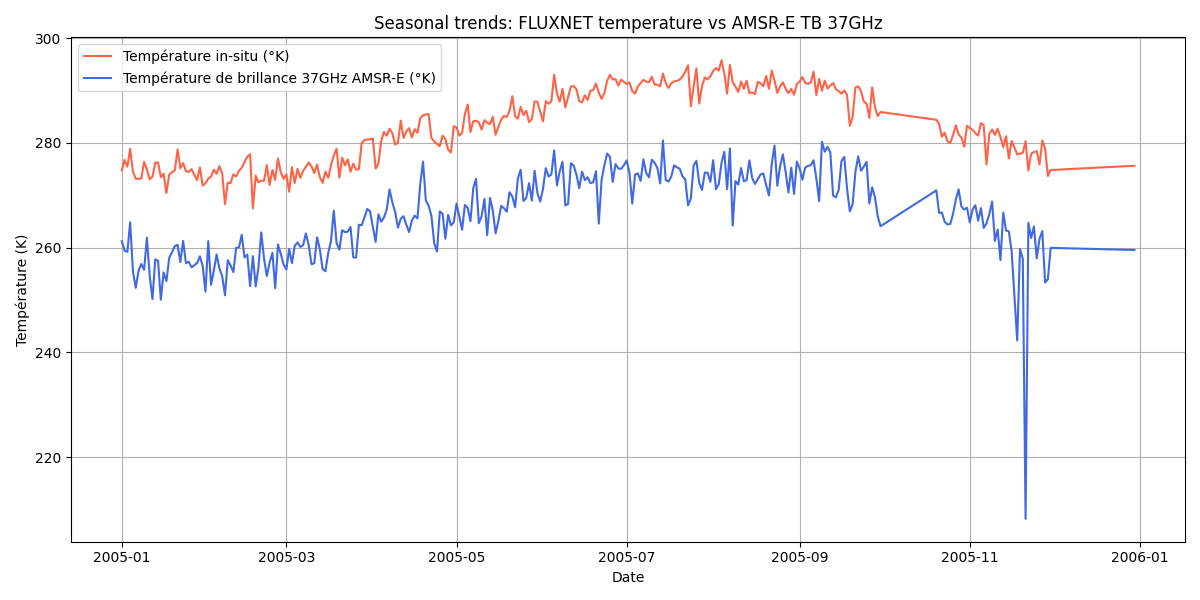 Seasonal trends: FLUXNET temperature vs AMSR-E TB 37GHz
Température in-situ (°K)
Température de brillance 37GHz AMSR-E (°K)
Température (K)
300
280
260
240
220
2005-01
2005-03
2005-05
2005-07
2005-09
2005-11
2006-01
Date